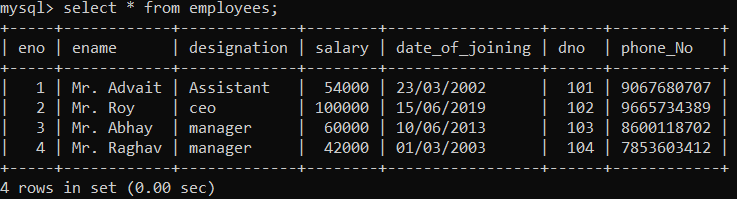 mysql> select * from employees;
+-----+------------+-------------+--------+-----------------+-----+------------+
| eno | ename      | designation | salary | date_of_joining | dno | phone_No   |
+-----+------------+-------------+--------+-----------------+-----+------------+
|   1 | Mr. Advait | Assistant   |  54000 | 23/03/2002      | 101 | 9067680707 |
|   2 | Mr. Roy    | ceo         | 100000 | 15/06/2019      | 102 | 9665734389 |
|   3 | Mr. Abhay  | manager     |  60000 | 10/06/2013      | 103 | 8600118702 |
|   4 | Mr. Raghav | manager     |  42000 | 01/03/2003      | 104 | 7853603412 |
+-----+------------+-------------+--------+-----------------+-----+------------+
4 rows in set (0.00 sec)